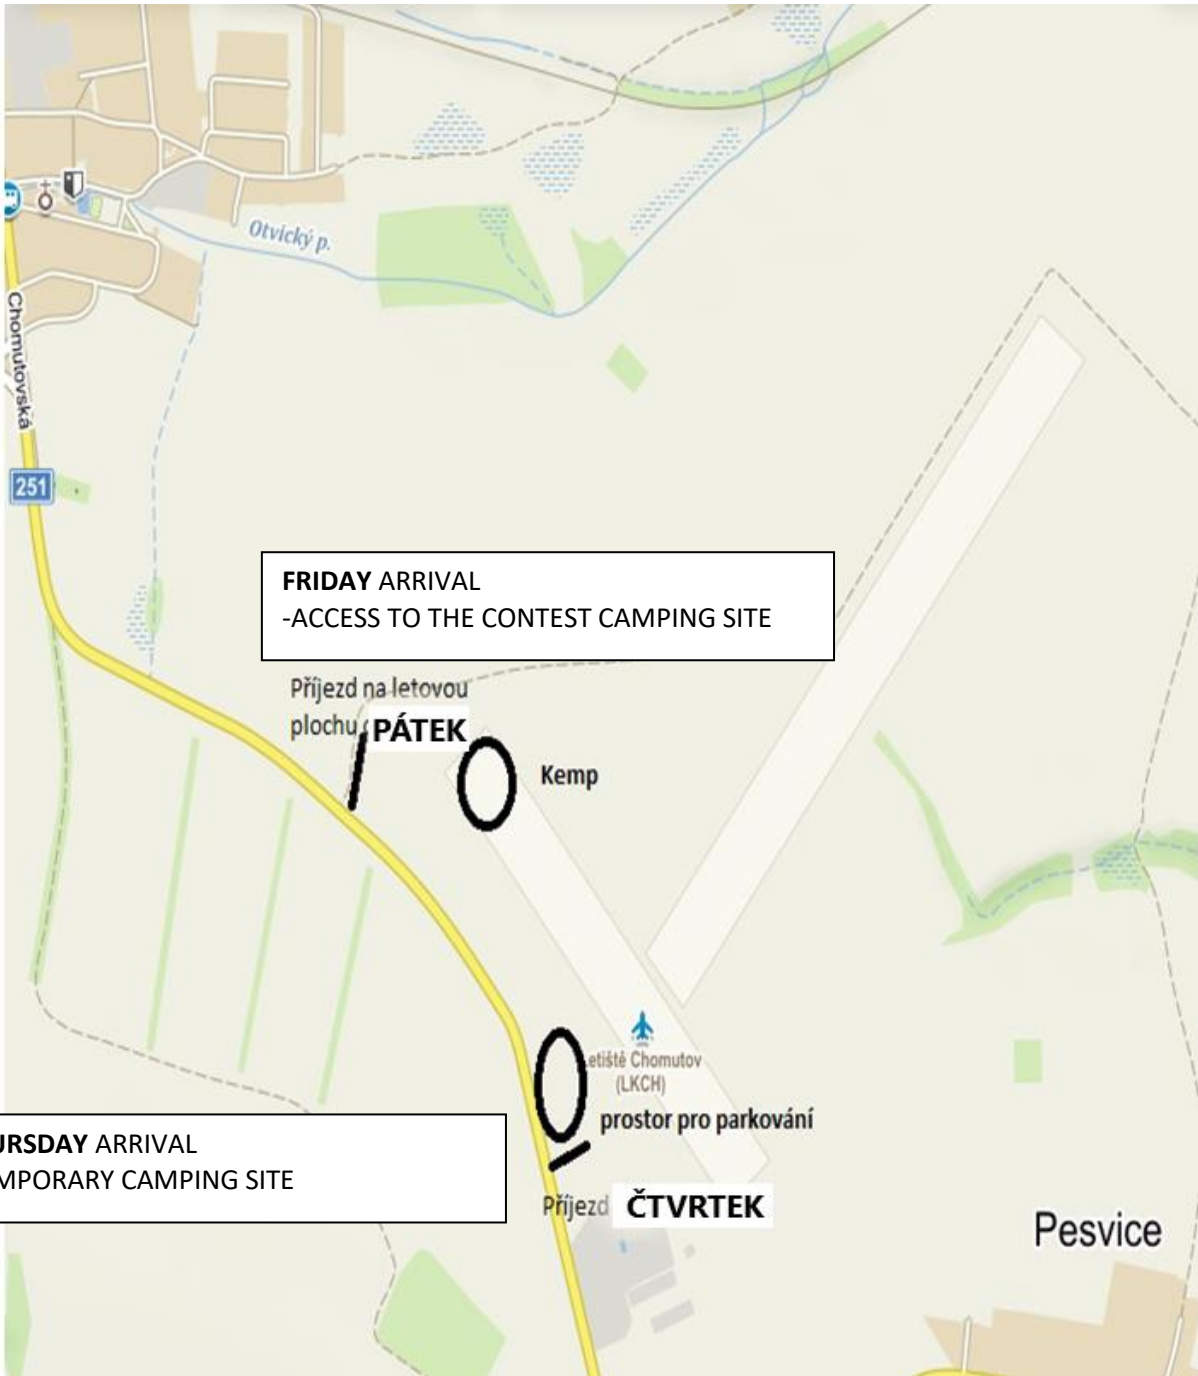 Otvický p.
Chomutovská
251
FRIDAY ARRIVAL
-ACCESS TO THE CONTEST CAMPING SITE
Příjezd na letovou
plochu PÁTEK
Kemp
etiště Chomutov
(LKCH)
prostor pro parkování
URSDAY ARRIVAL
MPORARY CAMPING SITE
Příjezd ČTVRTEK
Pesvice